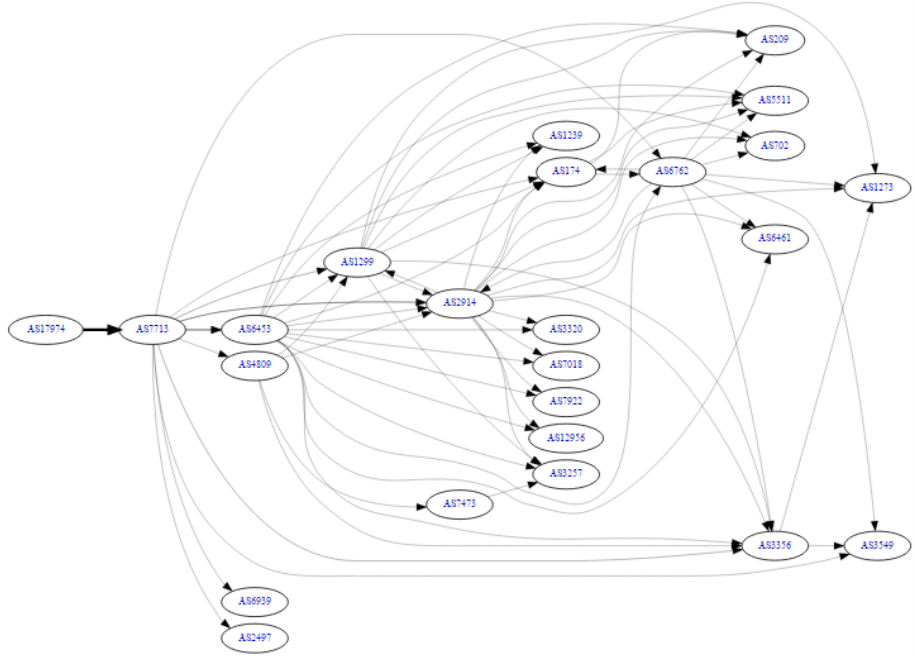 AS209
AS5511
AS1239
AS702
AS174
AS6762
AS1273
AS6461
AS1299
AS2914
AS17974
AS7713
AS6453
AS3320
AS4809
AS7018
AS7922
AS12956
AS3257
AS7473
AS3356
AS3549
AS6939
AS2497